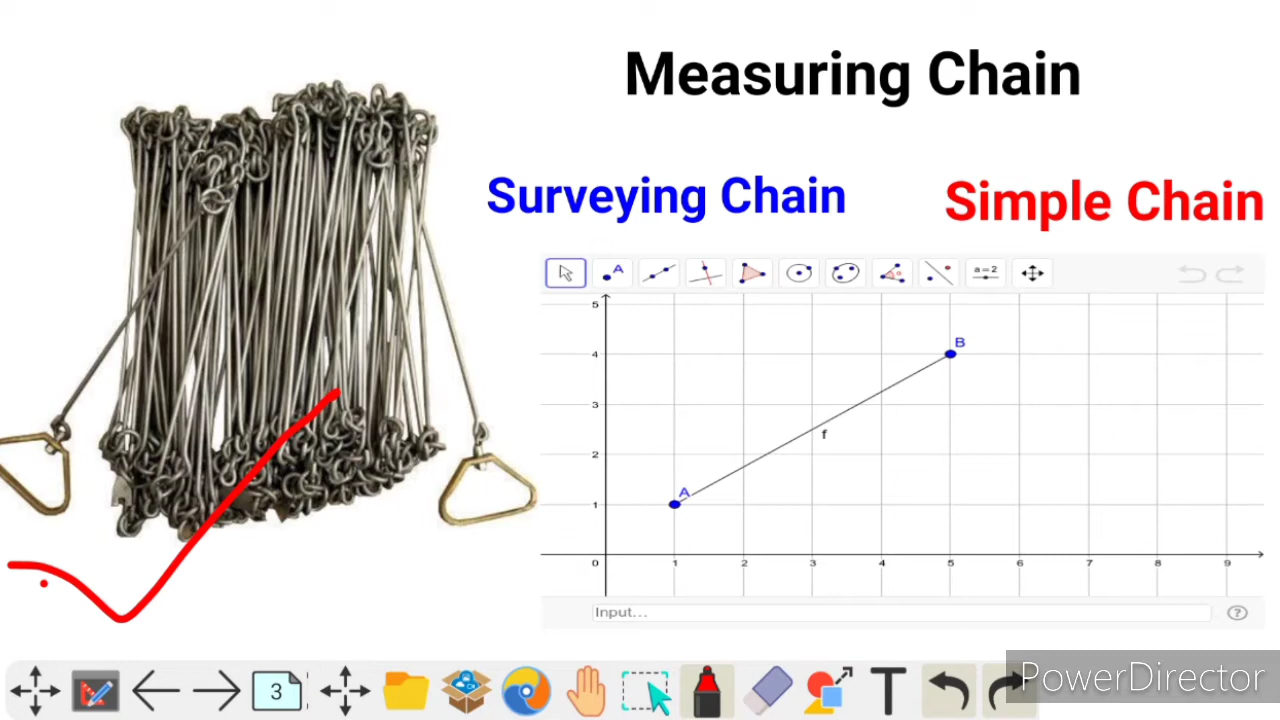 Measuring Chain
Surveying Chain
Simple Chain
A
a=2
5
4
3
2
1
B
f
A
0
1
2
3
4
5
6
7
8
9
Input...
?
3
T
PowerDirector